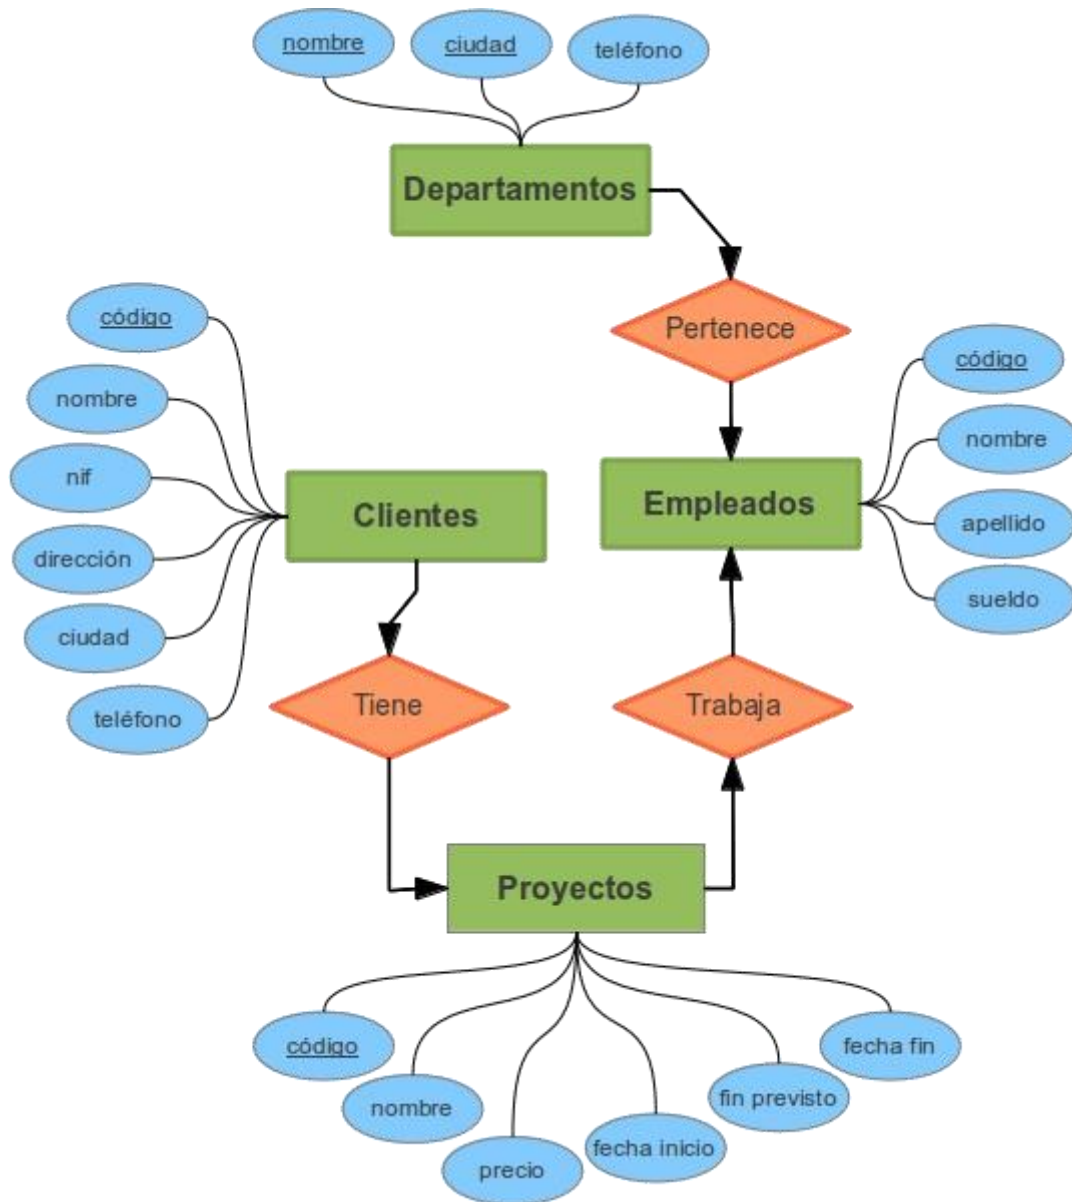 nombre
ciudad
teléfono
Departamentos
Pertenece
código
nombre
nif
dirección
ciudad
teléfono
Clientes
Empleados
código
nombre
apellido
sueldo
Tiene
Trabaja
Proyectos
código
nombre
precio
fecha inicio
fin previsto
fecha fin